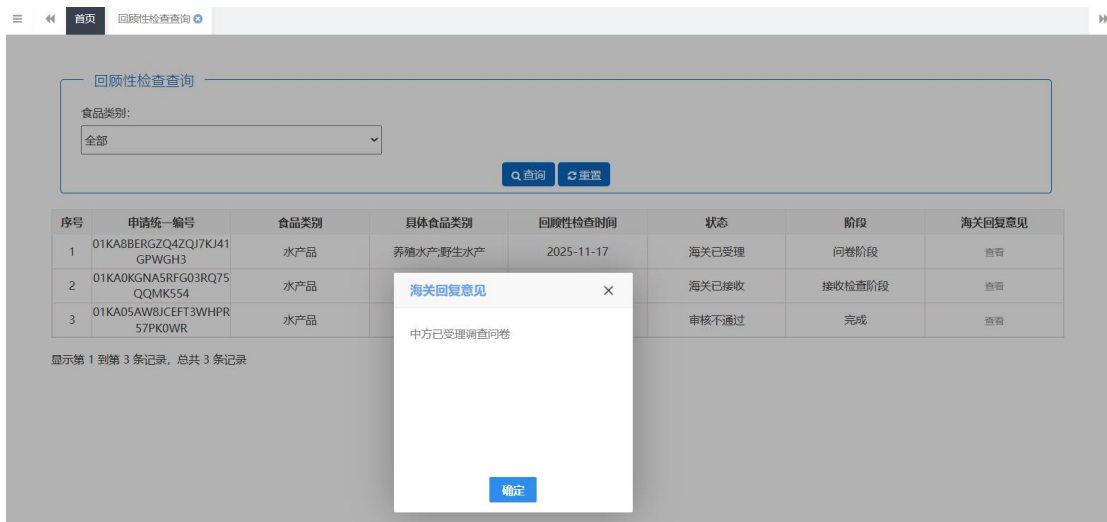 首页 回顾性检查查询
回顾性检查查询
食品类别:
全部
查询 重置
序号 申请统一编号 食品类别 具体食品类别 回顾性检查时间 状态 阶段 海关回复意见
1 01KA8BERGZQ4ZQJ7KJ41 水产品 养殖水产;野生水产 2025-11-17 海关已受理 问卷阶段 查看
GPWGH3
2 01KA0KGNA5RFG03RQ75 水产品 海关已接收 接收检查阶段 查看
QQMK554
3 01KA05AW8JCEFT3WHPR 水产品 审核不通过 完成 查看
57PK0WR
显示第 1 到第 3 条记录，总共 3 条记录
海关回复意见
中方已受理调查问卷
确定